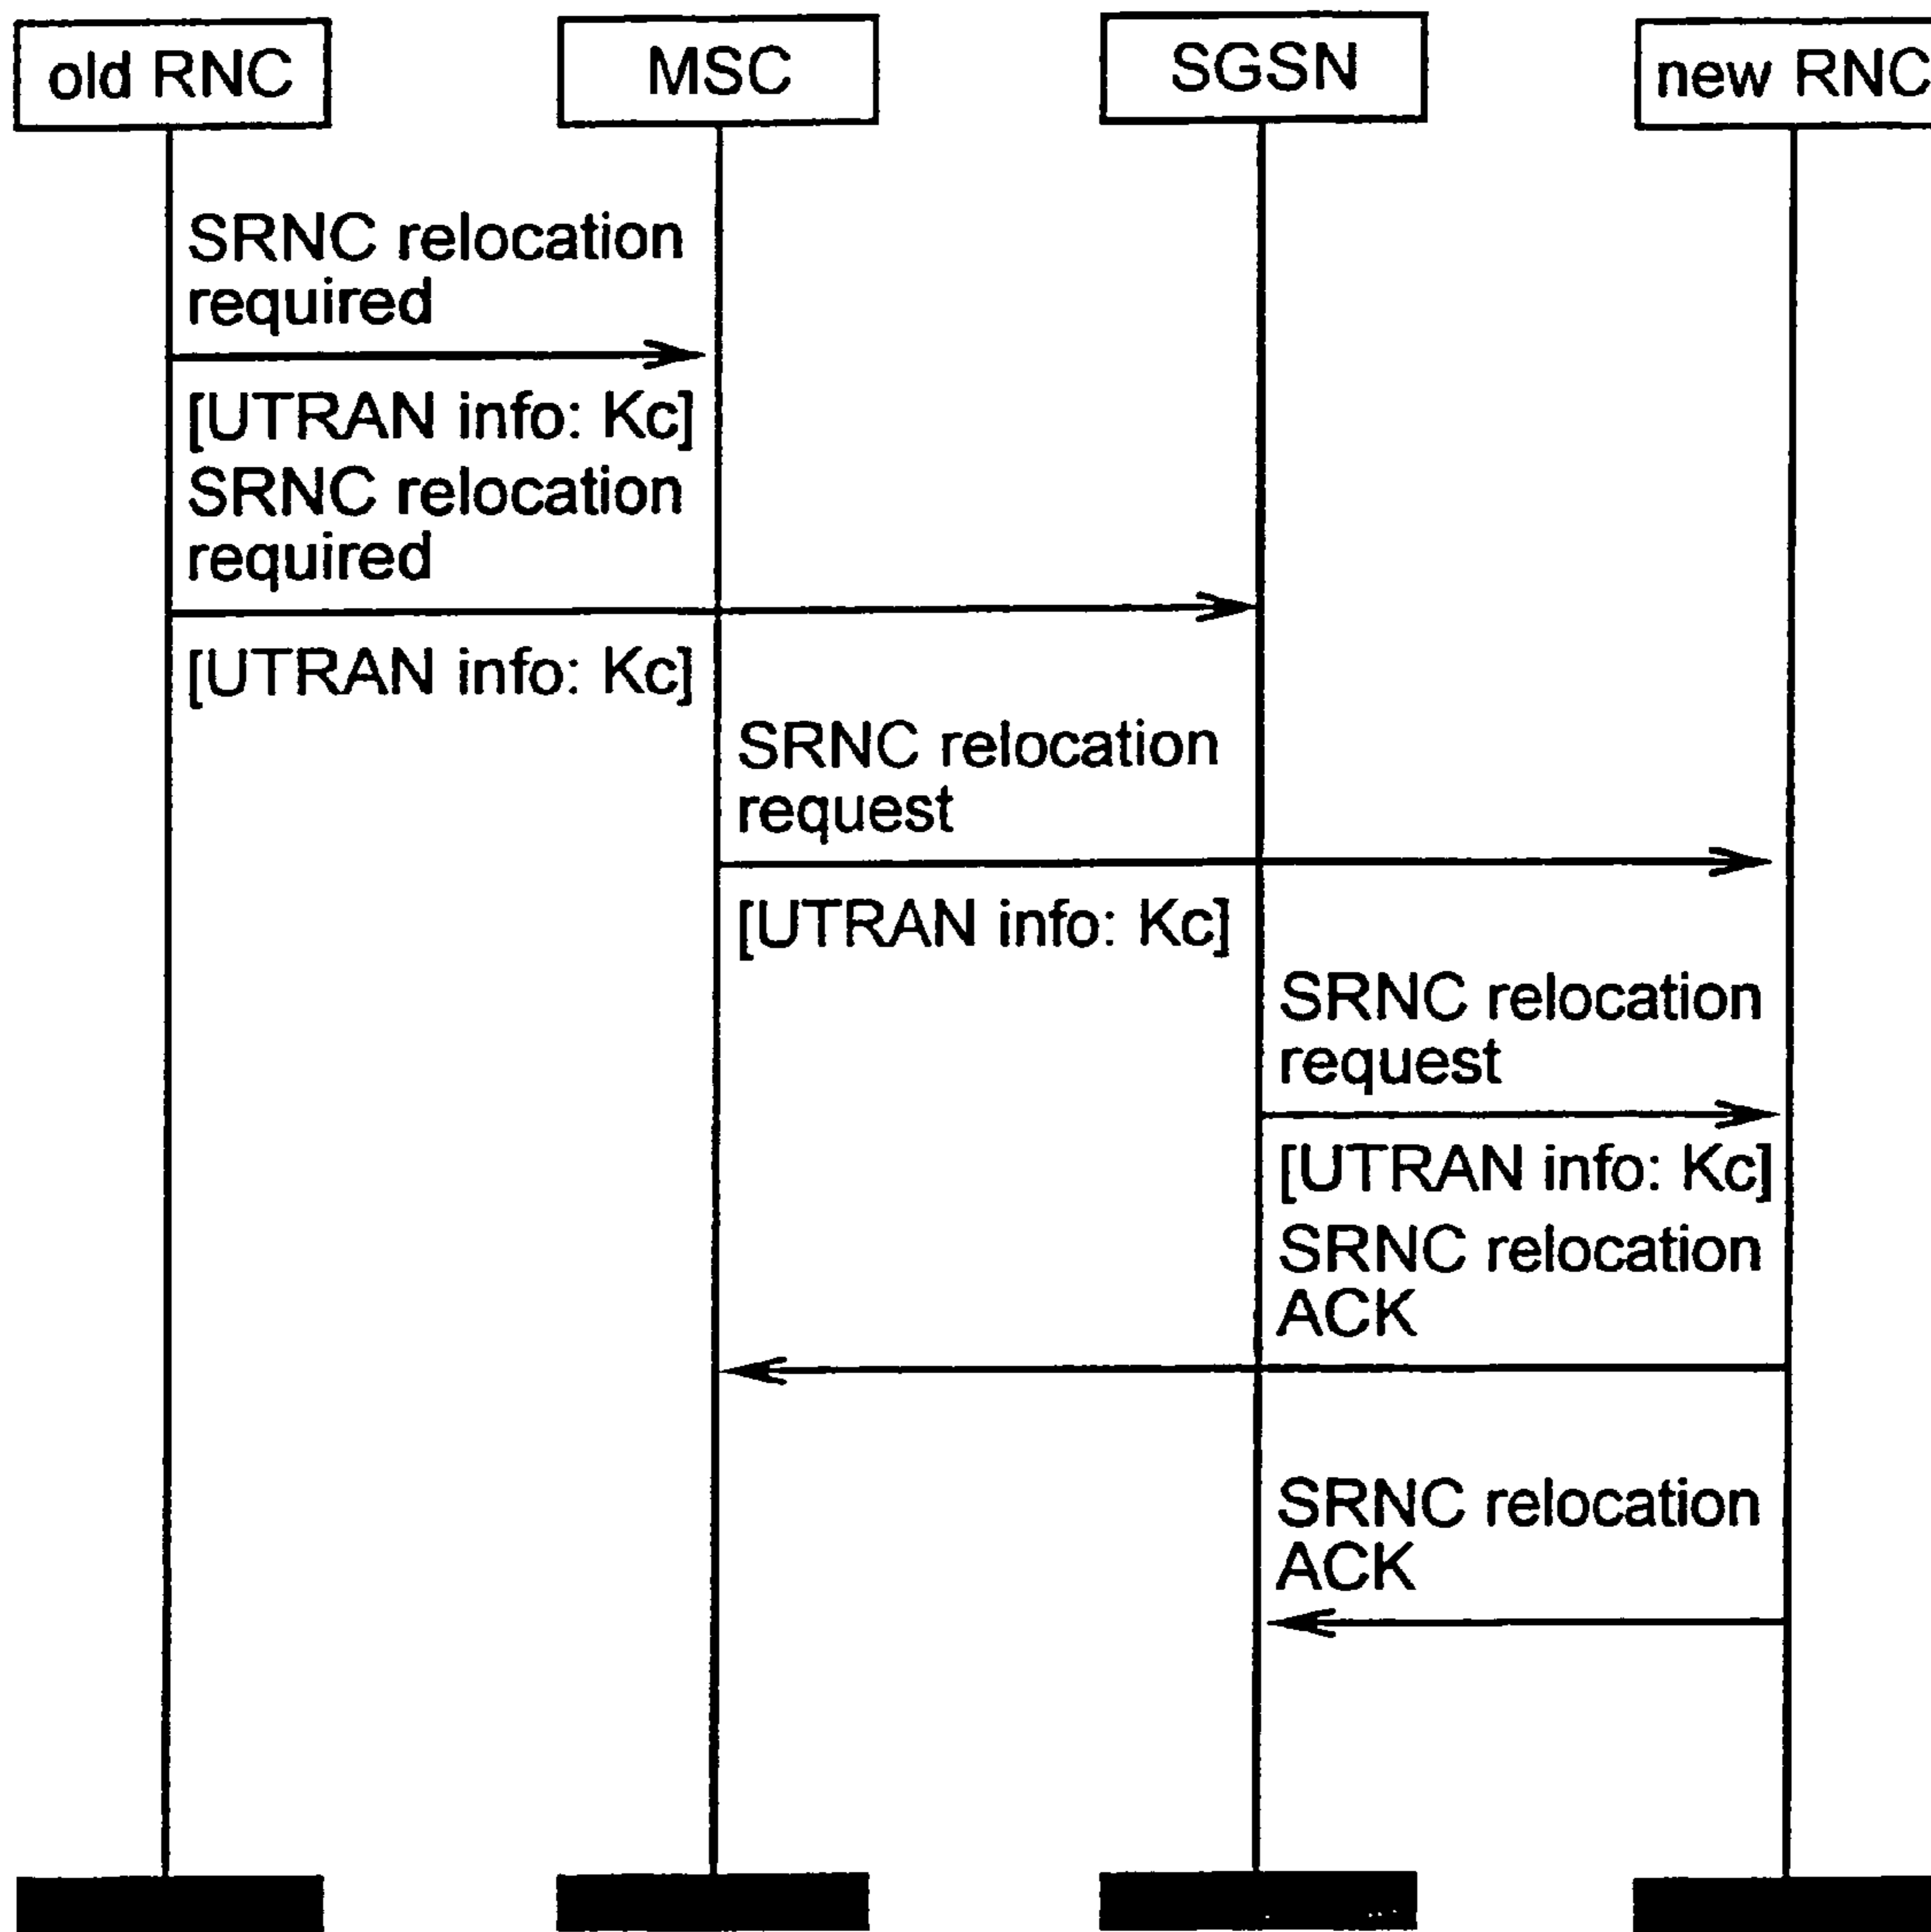 old RNC
MSC
SGSN
new RNC
SRNC relocation
required
[UTRAN info: Kc]
SRNC relocation
required
[UTRAN info: Kc]
SRNC relocation
request
[UTRAN info: Kc]
SRNC relocation
request
[UTRAN info: Kc]
SRNC relocation
ACK
SRNC relocation
ACK